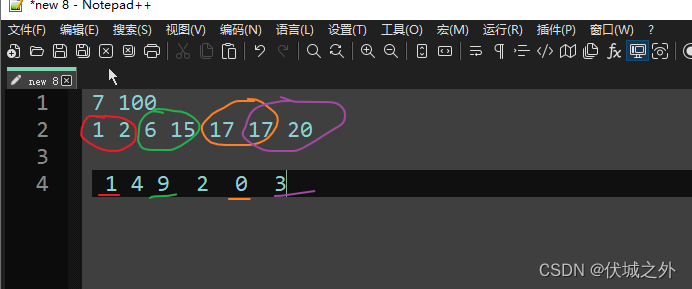 *new 8 - Notepad++
文件(F) 编辑(E) 搜索(S) 视图(V) 编码(N) 语言(L) 设置(T) 工具(O) 宏(M) 运行(R) 插件(P) 窗口(W) ?
new 8
1 7 100
2 1 2 6 15 17 17 20
3
4 1 4 9 2 0 3
CSDN @伏城之外